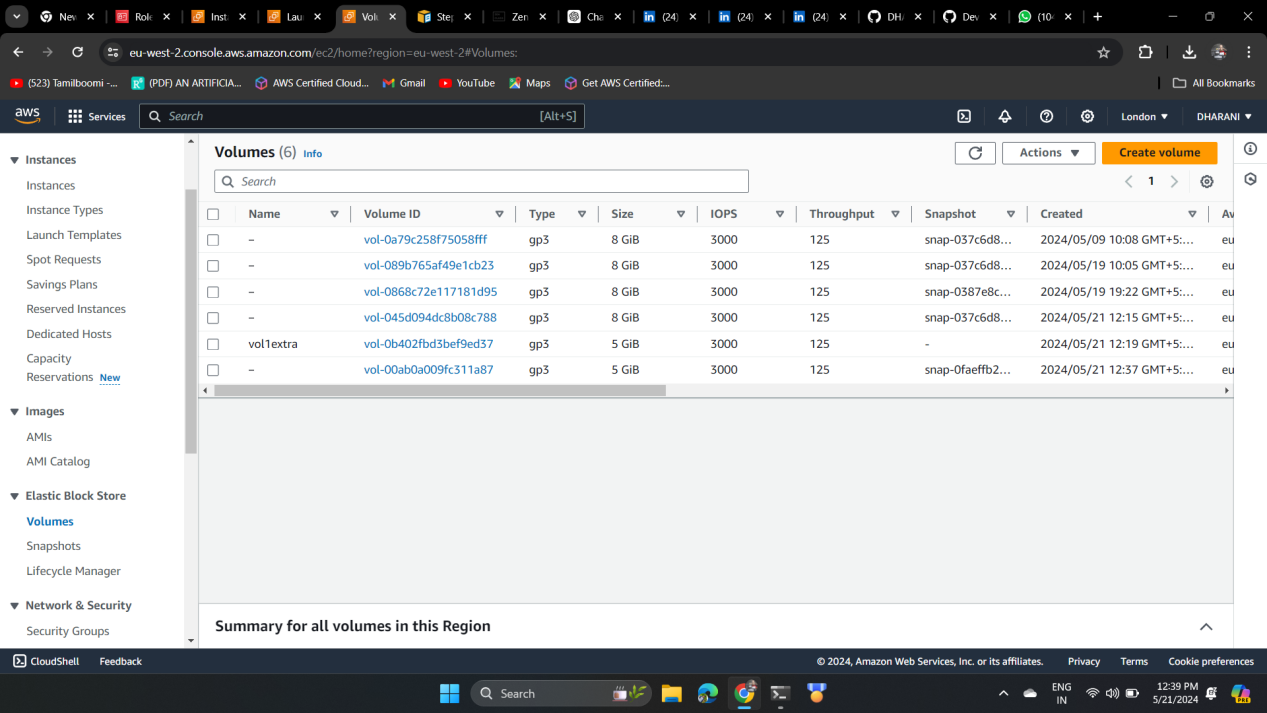 Nev
Role
Inst
Lau
Volu
Step
Zen
Cha
(24)
(24)
(24)
DHA
Dev
(10
eu-west-2.console.aws.amazon.com/ec2/home?region=eu-west-2#Volumes:
(523) Tamilboomi -...
(PDF) AN ARTIFICIA...
AWS Certified Cloud...
Gmail
YouTube
Maps
Get AWS Certified:...
All Bookmarks
aws
Services
Search
[Alt+S]
London
DHARANI
Instances
Instances
Instance Types
Launch Templates
Spot Requests
Savings Plans
Reserved Instances
Dedicated Hosts
Capacity
Reservations New
Images
AMIs
AMI Catalog
Elastic Block Store
Volumes
Snapshots
Lifecycle Manager
Network & Security
Security Groups
Volumes (6) Info
Actions
Create volume
Search
1
Name Volume ID Type Size IOPS Throughput Snapshot Created Av
– vol-0a79c258f75058fff gp3 8 GiB 3000 125 snap-037c6d8... 2024/05/09 10:08 GMT+5:... eu
– vol-089b765af49e1cb23 gp3 8 GiB 3000 125 snap-037c6d8... 2024/05/19 10:05 GMT+5:... eu
– vol-0868c72e117181d95 gp3 8 GiB 3000 125 snap-0387e8c... 2024/05/19 19:22 GMT+5:... eu
– vol-045d094dc8b08c788 gp3 8 GiB 3000 125 snap-037c6d8... 2024/05/21 12:15 GMT+5:... eu
vol1extra vol-0b402fbd3bef9ed37 gp3 5 GiB 3000 125 - 2024/05/21 12:19 GMT+5:... eu
– vol-00ab0a009fc311a87 gp3 5 GiB 3000 125 snap-0faeffb2... 2024/05/21 12:37 GMT+5:... eu
Summary for all volumes in this Region
CloudShell
Feedback
© 2024, Amazon Web Services, Inc. or its affiliates.
Privacy
Terms
Cookie preferences
Search
ENG
IN
12:39 PM
5/21/2024
PRE